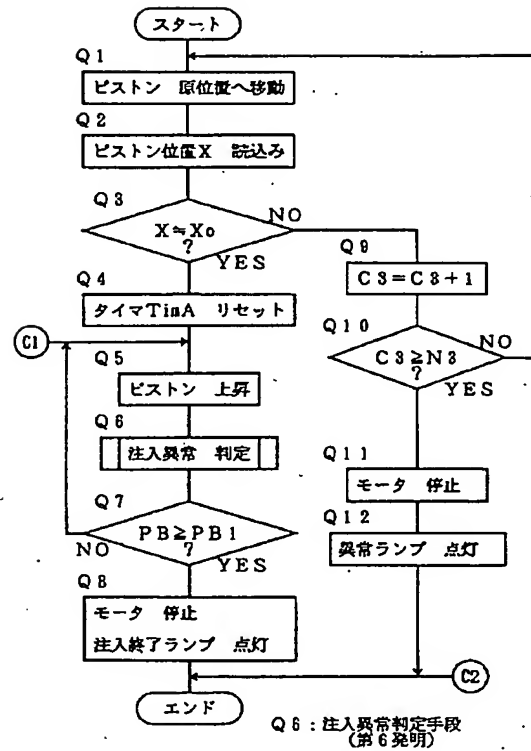 スタート
Q1
ピストン 原位置へ移動
Q2
ピストン位置X 読込み
Q3
X≒Xo
?
NO
YES
Q4
タイマTimA リセット
C1
Q5
ピストン 上昇
Q6
注入異常 判定
Q7
PB≧PB1
?
NO
YES
Q8
モータ 停止
注入終了ランプ 点灯
エンド
Q9
C3=C3+1
Q10
C3≧N3
?
NO
YES
Q11
モータ 停止
Q12
異常ランプ 点灯
C2
Q6:注入異常判定手段
(第6発明)